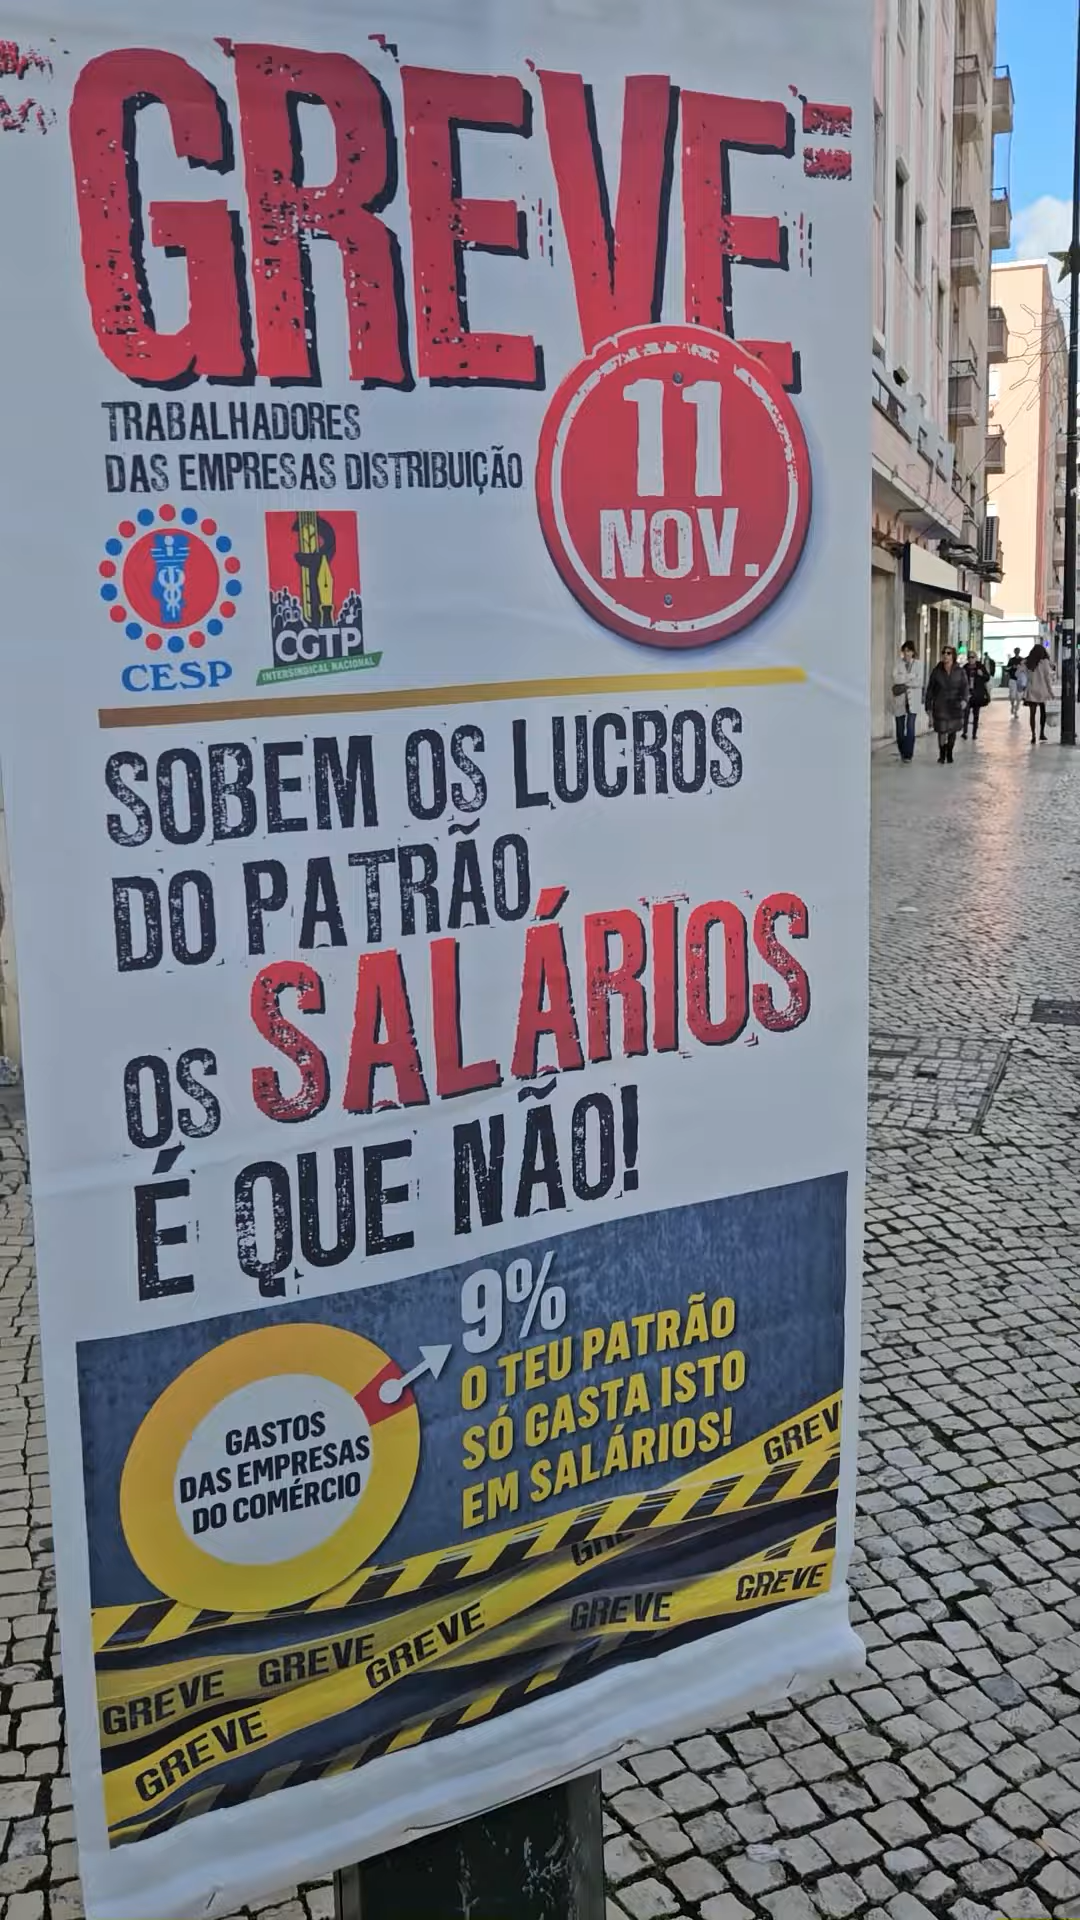 GREVE
11
NOV.
TRABALHADORES
DAS EMPRESAS DISTRIBUIÇÃO
CESP
CGTP
INTERSINDICAL NACIONAL
SOBEM OS LUCROS
DO PATRÃO
OS SALÁRIOS
É QUE NÃO!
9%
O TEU PATRÃO
SÓ GASTA ISTO
EM SALÁRIOS!
GASTOS
DAS EMPRESAS
DO COMÉRCIO
GREV
GRE
GREVE
GREVE
GREVE
GREVE
GREVE
GREVE